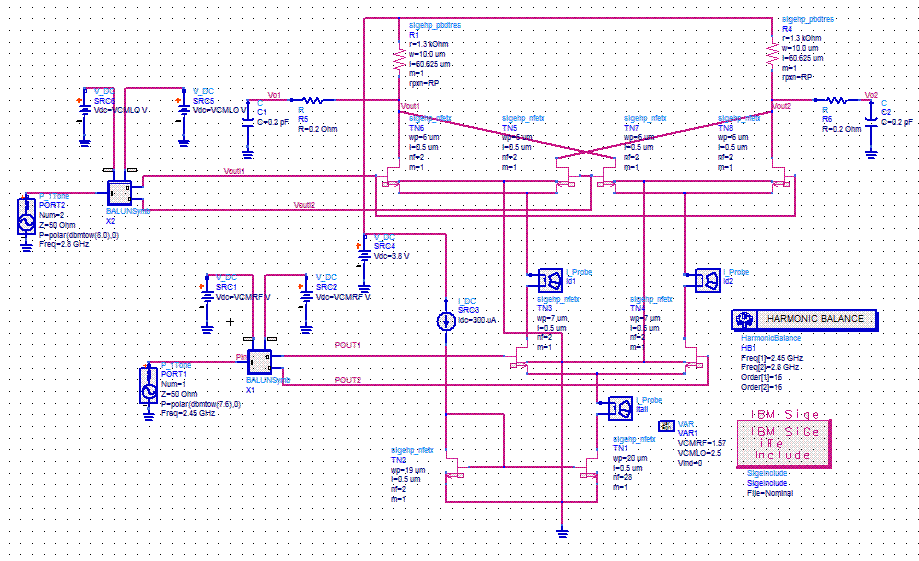 sigehp_pbdtres
R1
r=1.3 kOhm
w=10.0 um
l=60.625 um
m=1
rpxn=RP
sigehp_pbdtres
R4
r=1.3 kOhm
w=10.0 um
l=60.625 um
m=1
rpxn=RP
V_DC
SRC6
Vdc=VCMLO V
V_DC
SRC5
Vdc=VCMLO V
Vo1
C
C1
C=0.2 pF
R
R5
R=0.2 Ohm
Vout1
Vout2
R
R6
R=0.2 Ohm
Vo2
C
C2
C=0.2 pF
sigehp_nfetx
TN6
wp=6 um
l=0.5 um
nf=2
m=1
sigehp_nfetx
TN5
wp=6 um
l=0.5 um
nf=2
m=1
sigehp_nfetx
TN7
wp=6 um
l=0.5 um
nf=2
m=1
sigehp_nfetx
TN8
wp=6 um
l=0.5 um
nf=2
m=1
P_1Tone
PORT2
Num=2
Z=50 Ohm
P=polar(dbmtow(8.0),0)
Freq=2.8 GHz
BALUNSymb
X2
V_DC
SRC4
Vdc=3.8 V
V_DC
SRC1
Vdc=VCMRF V
V_DC
SRC2
Vdc=VCMRF V
I_DC
SRC3
Idc=300 uA
I_Probe
Id1
I_Probe
id2
sigehp_nfetx
TN3
wp=7 um
l=0.5 um
nf=2
m=1
sigehp_nfetx
TN4
wp=7 um
l=0.5 um
nf=2
m=1
HARMONIC BALANCE
HarmonicBalance
HB1
Freq[1]=2.45 GHz
Freq[2]=2.8 GHz
Order[1]=16
Order[2]=16
POUT1
POUT2
P_1Tone
PORT1
Num=1
Z=50 Ohm
P=polar(dbmtow(7.6),0)
Freq=2.45 GHz
BALUNSymb
X1
I_Probe
Itail
VAR
VAR1
VCMRF=1.57
VCMLO=2.5
Vind=0
sigehp_nfetx
TN2
wp=19 um
l=0.5 um
nf=2
m=1
sigehp_nfetx
TN1
wp=20 um
l=0.5 um
nf=28
m=1
IBM Sige
IBM SiGe
Include
SigeInclude
SigeInclude
File=Nominal